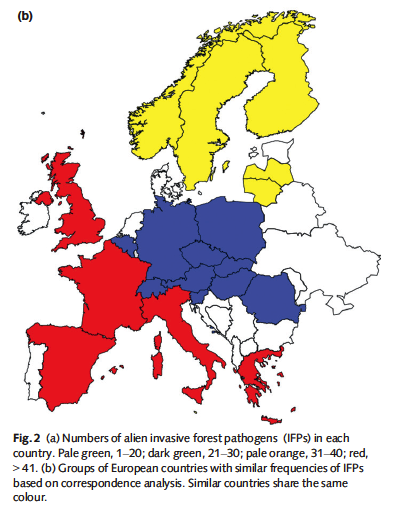 (b)
Fig. 2 (a) Numbers of alien invasive forest pathogens (IFPs) in each
country. Pale green, 1–20; dark green, 21–30; pale orange, 31–40; red,
> 41. (b) Groups of European countries with similar frequencies of IFPs
based on correspondence analysis. Similar countries share the same
colour.